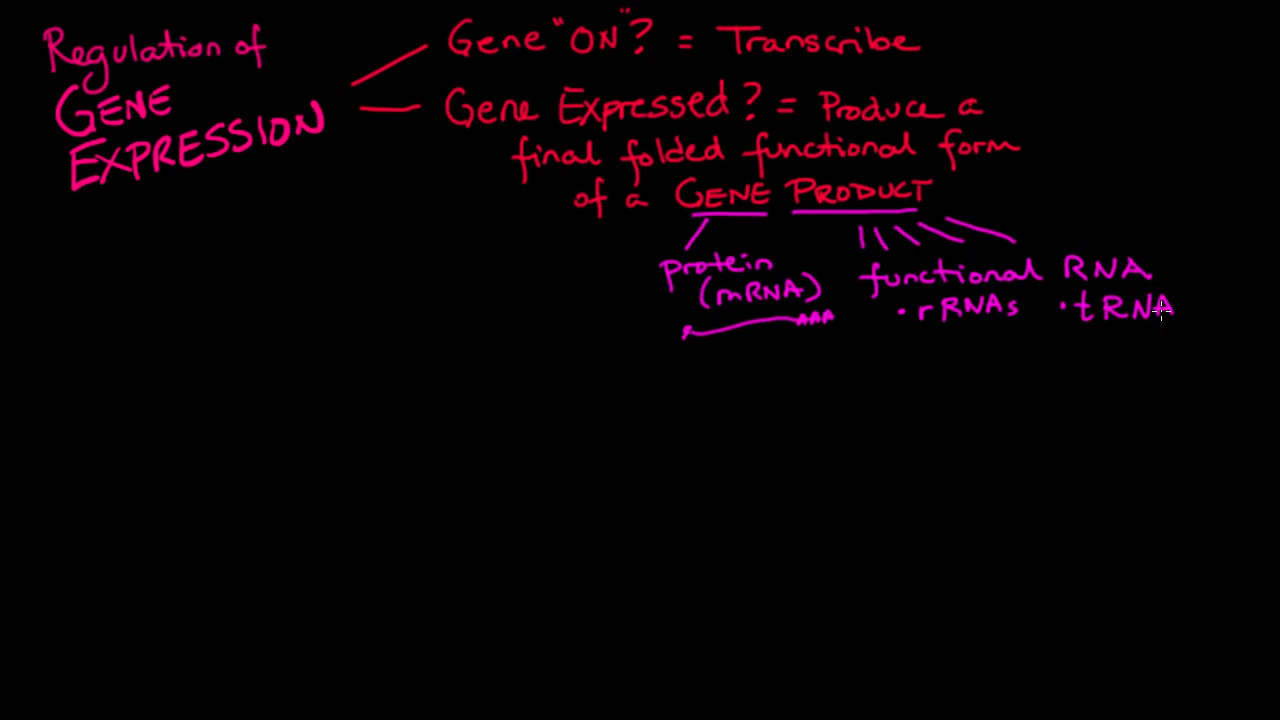 Regulation of
GENE
EXPRESSION
Gene "ON"? = Transcribe
Gene Expressed? = Produce a
final folded functional form
of a GENE PRODUCT
protein
(mRNA)
AAA
functional RNA
• rRNAs • tRNA